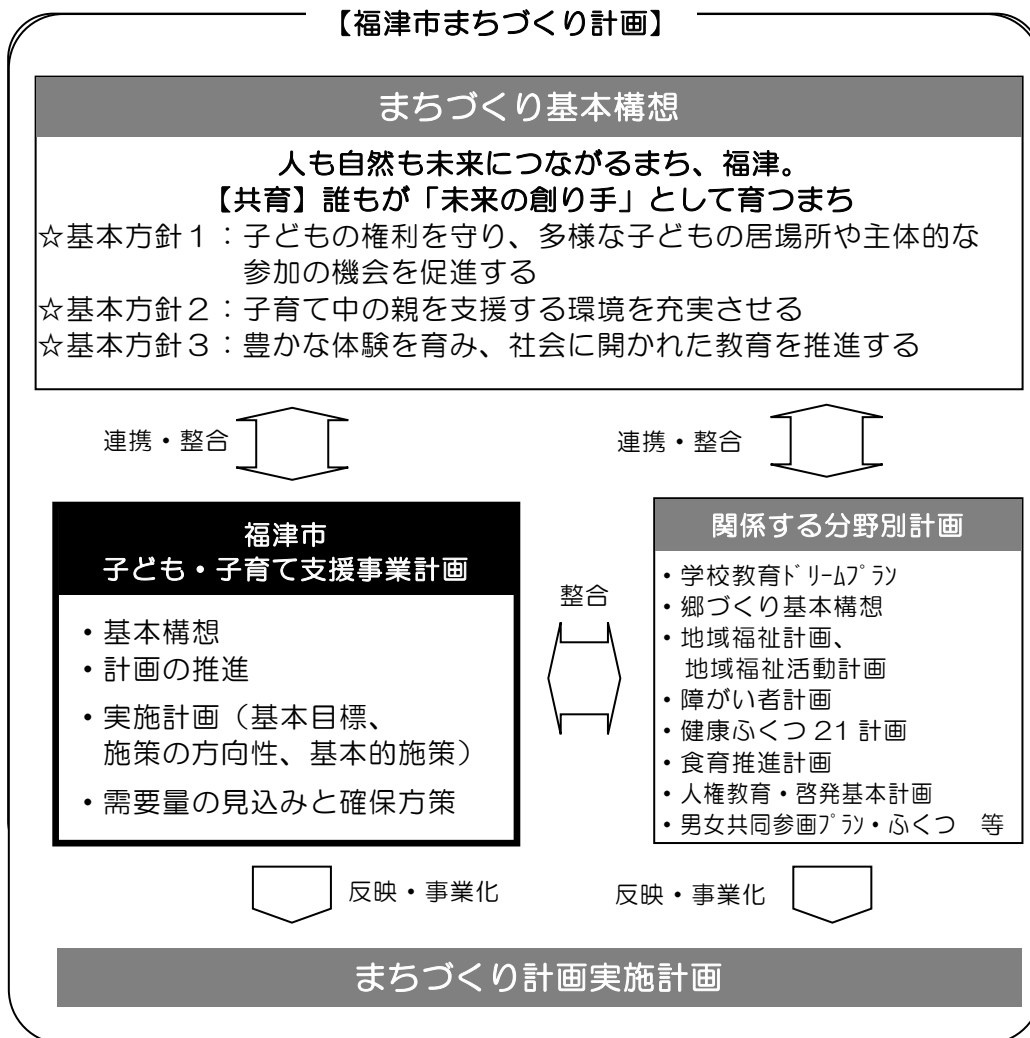 【福津市まちづくり計画】
まちづくり基本構想
人も自然も未来につながるまち、福津。
【共育】誰もが「未来の創り手」として育つまち
☆基本方針１：子どもの権利を守り、多様な子どもの居場所や主体的な
参加の機会を促進する
☆基本方針２：子育て中の親を支援する環境を充実させる
☆基本方針３：豊かな体験を育み、社会に開かれた教育を推進する
連携・整合
連携・整合
福津市
子ども・子育て支援事業計画
・基本構想
・計画の推進
・実施計画（基本目標、
施策の方向性、基本的施策）
・需要量の見込みと確保方策
整合
関係する分野別計画
・学校教育ﾄﾞﾘｰﾑﾌﾟﾗﾝ
・郷づくり基本構想
・地域福祉計画、
地域福祉活動計画
・障がい者計画
・健康ふくつ 21 計画
・食育推進計画
・人権教育・啓発基本計画
・男女共同参画ﾌﾟﾗﾝ・ふくつ　等
反映・事業化
反映・事業化
まちづくり計画実施計画